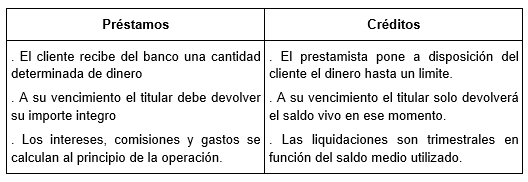 Préstamos
Créditos
. El cliente recibe del banco una cantidad
determinada de dinero
. A su vencimiento el titular debe devolver
su importe integro
. Los intereses, comisiones y gastos se
calculan al principio de la operación.
. El prestamista pone a disposición del
cliente el dinero hasta un limite.
. A su vencimiento el titular solo devolverá
el saldo vivo en ese momento.
. Las liquidaciones son trimestrales en
función del saldo medio utilizado.